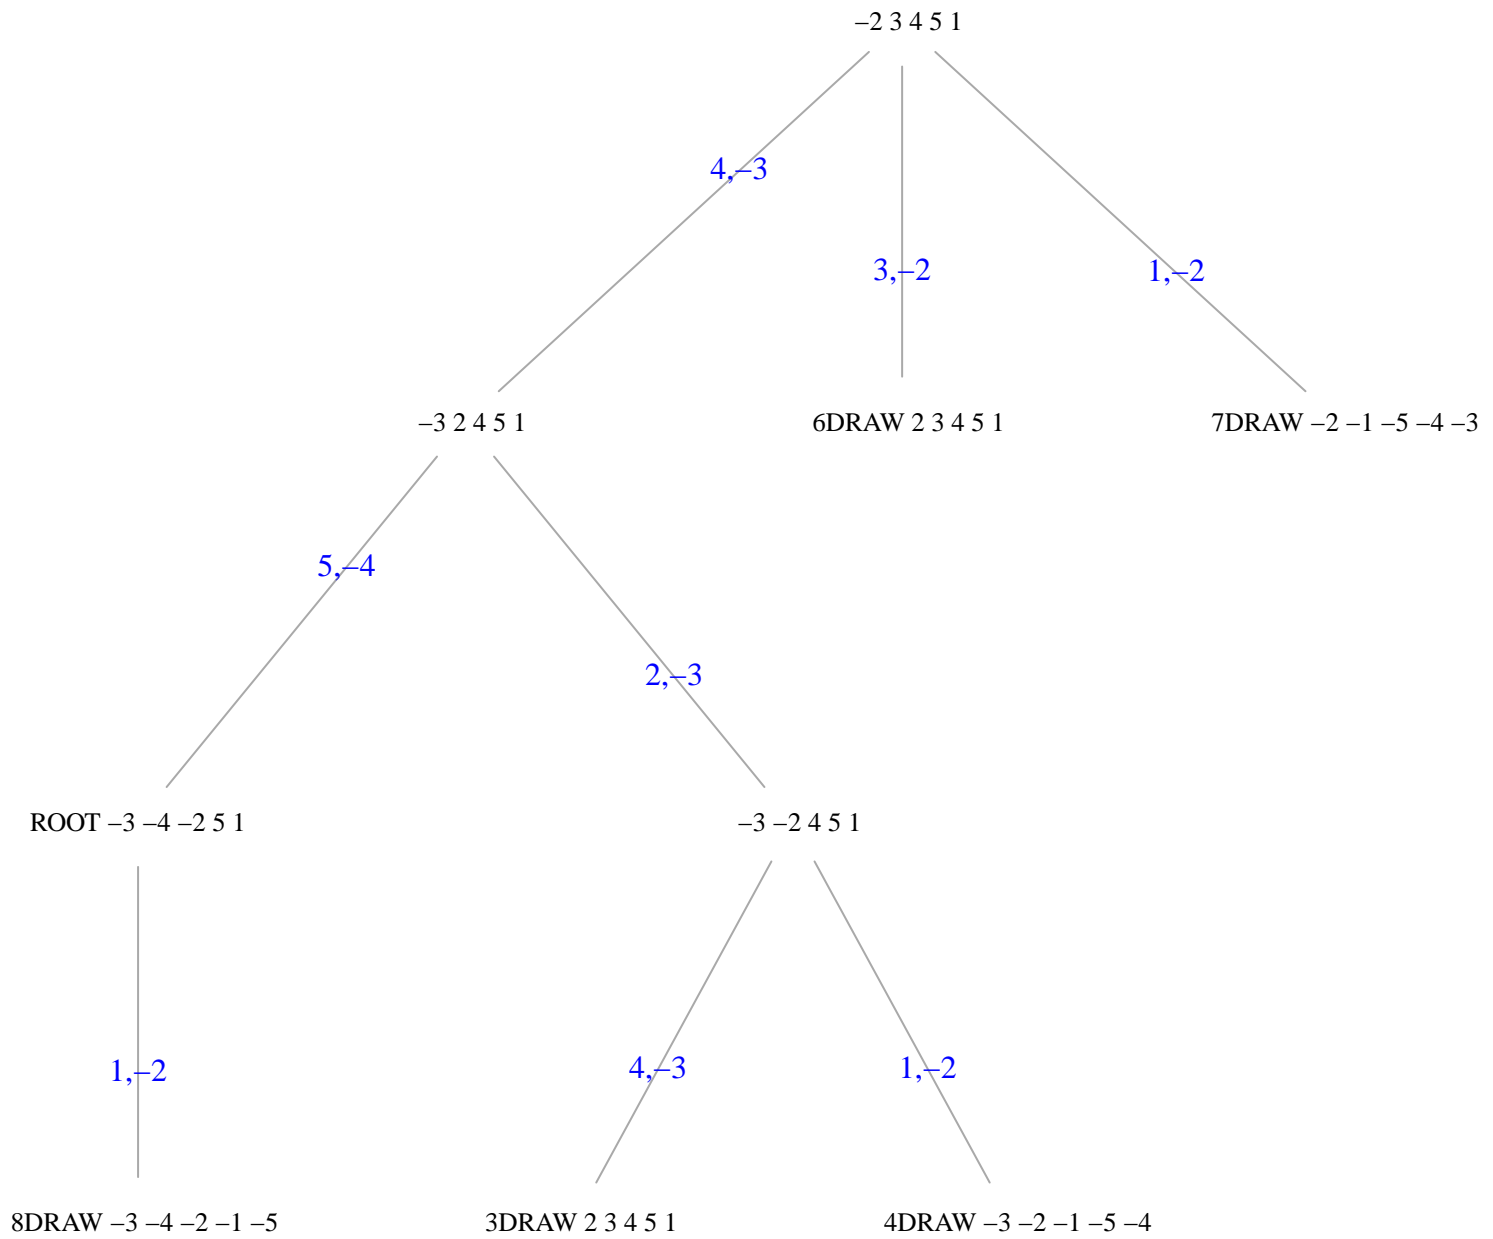 –2 3 4 5 1
4,–3
3,–2
1,–2
–3 2 4 5 1
6DRAW 2 3 4 5 1
7DRAW –2 –1 –5 –4 –3
5,–4
2,–3
ROOT –3 –4 –2 5 1
–3 –2 4 5 1
1,–2
4,–3
1,–2
8DRAW –3 –4 –2 –1 –5
3DRAW 2 3 4 5 1
4DRAW –3 –2 –1 –5 –4